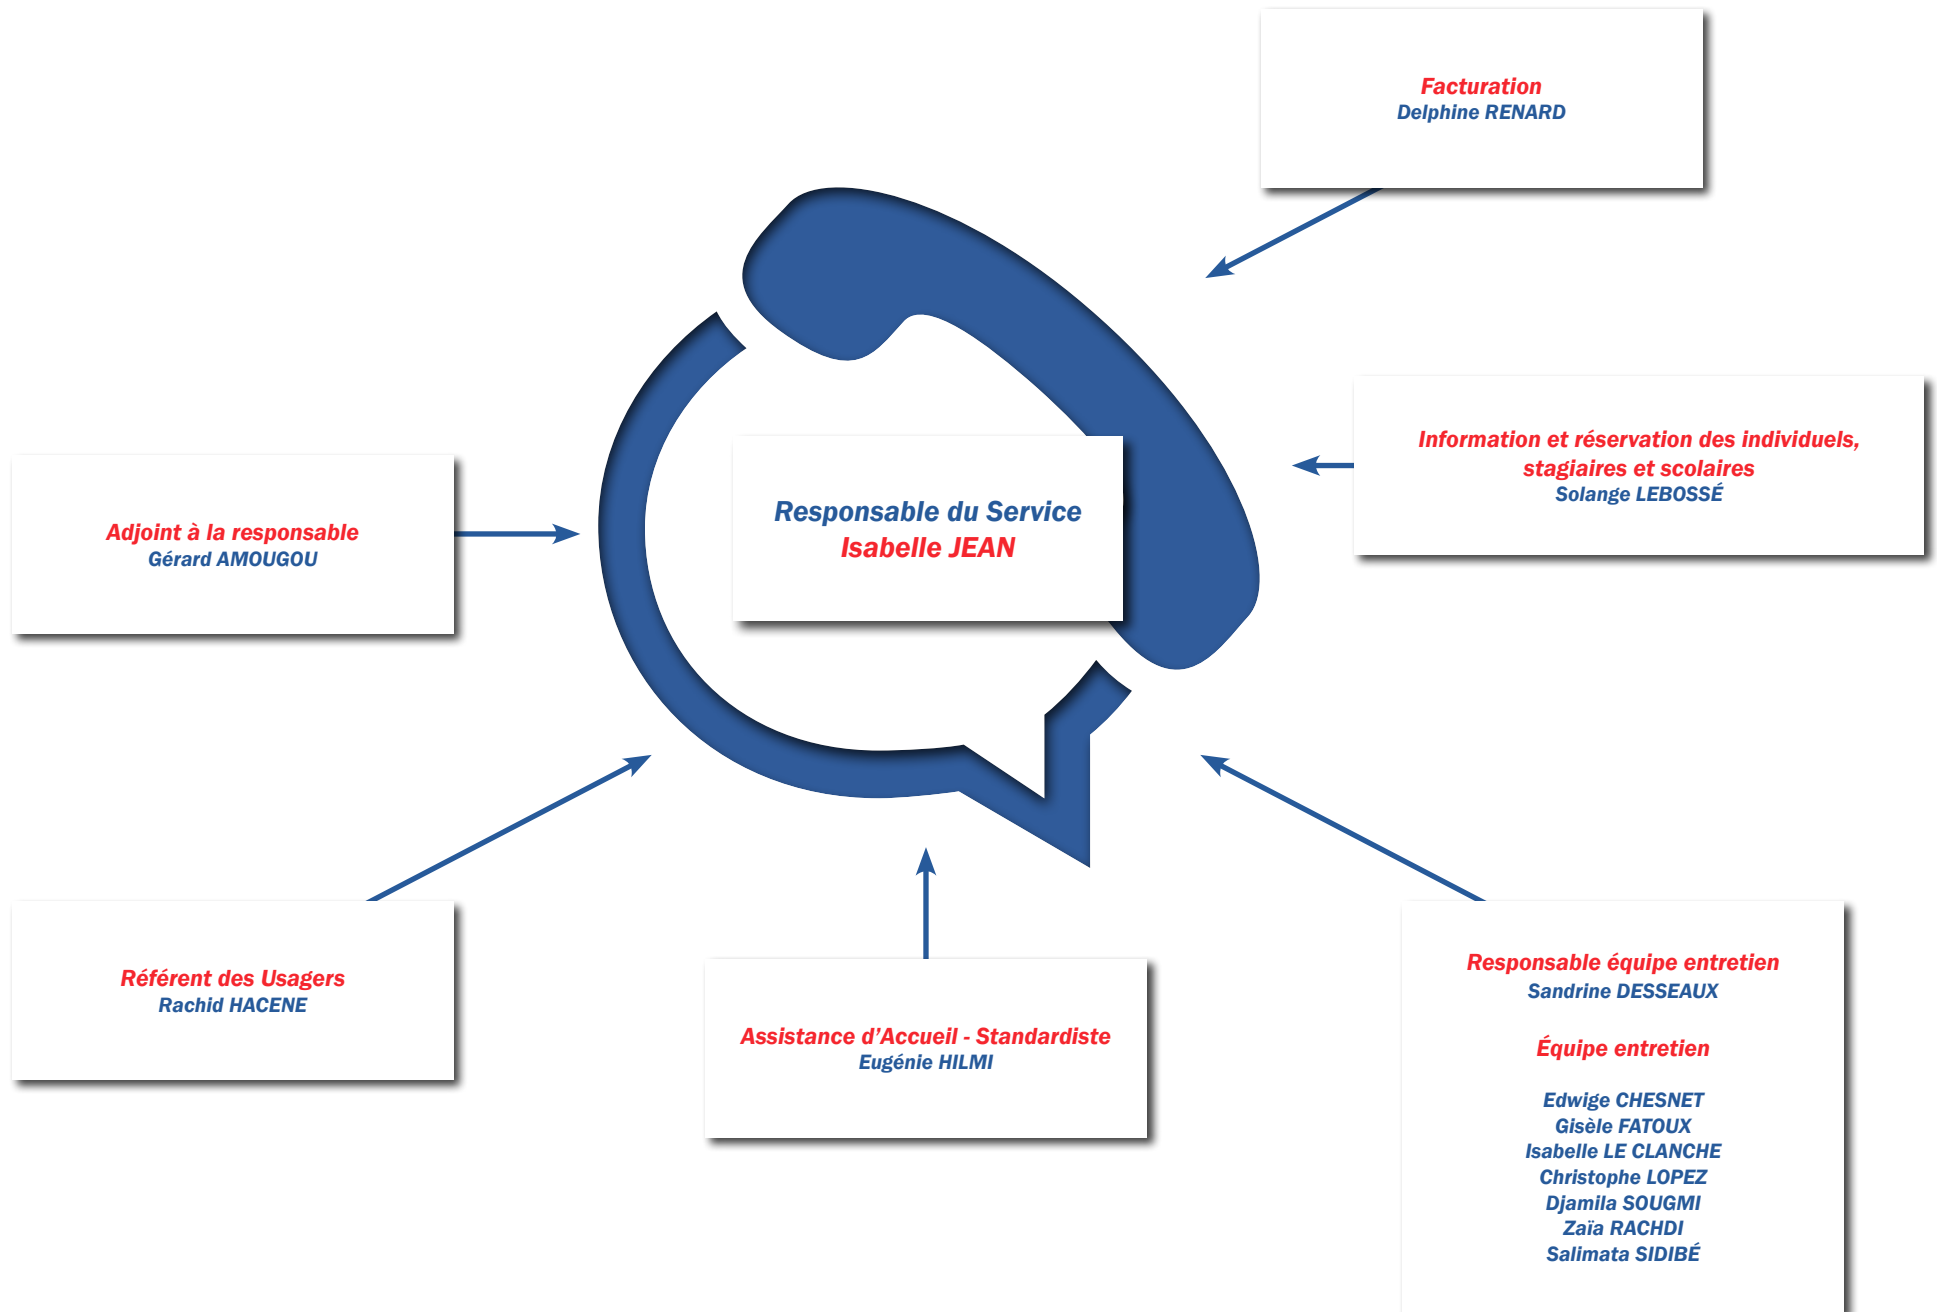 Facturation
Delphine RENARD
Information et réservation des individuels,
stagiaires et scolaires
Solange LEBOSSÉ
Responsable du Service
Isabelle JEAN
Adjoint à la responsable
Gérard AMOUGOU
Référent des Usagers
Rachid HACENE
Assistance d’Accueil - Standardiste
Eugénie HILMI
Responsable équipe entretien
Sandrine DESSEAUX
Équipe entretien
Edwige CHESNET
Gisèle FATOUX
Isabelle LE CLANCHE
Christophe LOPEZ
Djamila SOUGMI
Zaïa RACHDI
Salimata SIDIBÉ